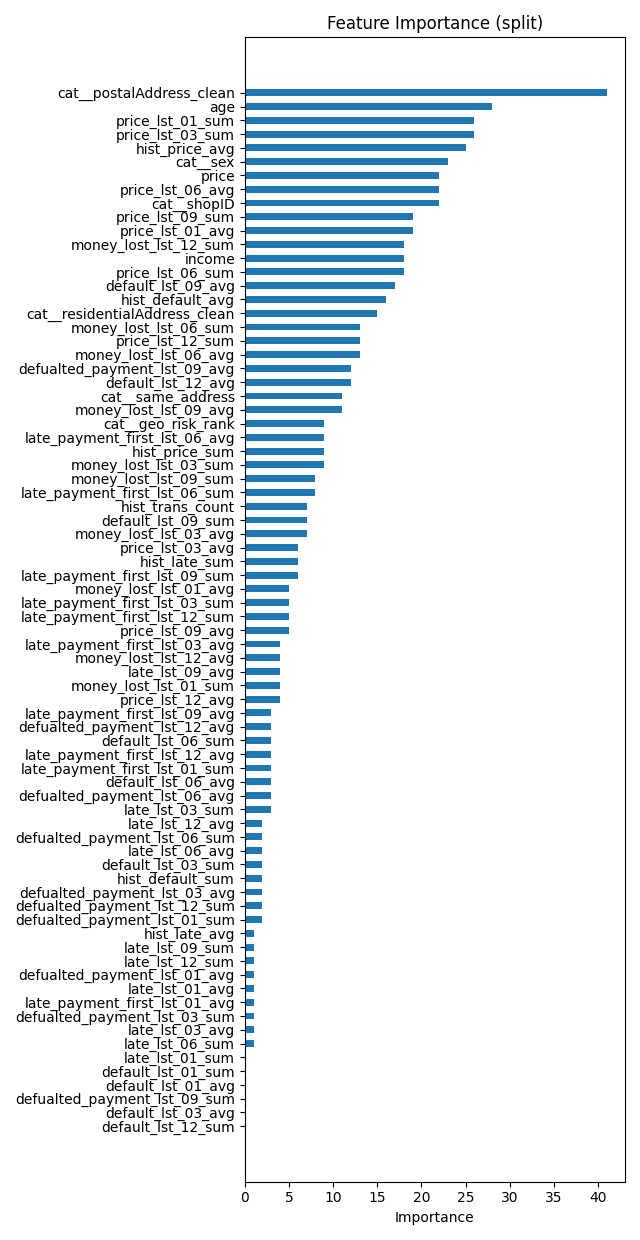 Feature Importance (split)
cat__postalAddress_clean
age
price_lst_01_sum
price_lst_03_sum
hist_price_avg
cat__sex
price
price_lst_06_avg
cat__shopID
price_lst_09_sum
price_lst_01_avg
money_lost_lst_12_sum
income
price_lst_06_sum
default_lst_09_avg
hist_default_avg
cat__residentialAddress_clean
money_lost_lst_06_sum
price_lst_12_sum
money_lost_lst_06_avg
defualted_payment_lst_09_avg
default_lst_12_avg
cat__same_address
money_lost_lst_09_avg
cat__geo_risk_rank
late_payment_first_lst_06_avg
hist_price_sum
money_lost_lst_03_sum
money_lost_lst_09_sum
late_payment_first_lst_06_sum
hist_trans_count
default_lst_09_sum
money_lost_lst_03_avg
price_lst_03_avg
hist_late_sum
late_payment_first_lst_09_sum
money_lost_lst_01_avg
late_payment_first_lst_03_sum
late_payment_first_lst_12_sum
price_lst_09_avg
late_payment_first_lst_03_avg
money_lost_lst_12_avg
late_lst_09_avg
money_lost_lst_01_sum
price_lst_12_avg
late_payment_first_lst_09_avg
defualted_payment_lst_12_avg
default_lst_06_sum
late_payment_first_lst_12_avg
late_payment_first_lst_01_sum
default_lst_06_avg
defualted_payment_lst_06_avg
late_lst_03_sum
late_lst_12_avg
defualted_payment_lst_06_sum
late_lst_06_avg
default_lst_03_sum
hist_default_sum
defualted_payment_lst_03_avg
defualted_payment_lst_12_sum
defualted_payment_lst_01_sum
hist_late_avg
late_lst_09_sum
late_lst_12_sum
defualted_payment_lst_01_avg
late_lst_01_avg
late_payment_first_lst_01_avg
defualted_payment_lst_03_sum
late_lst_03_avg
late_lst_06_sum
late_lst_01_sum
default_lst_01_sum
default_lst_01_avg
defualted_payment_lst_09_sum
default_lst_03_avg
default_lst_12_sum
0 5 10 15 20 25 30 35 40
Importance